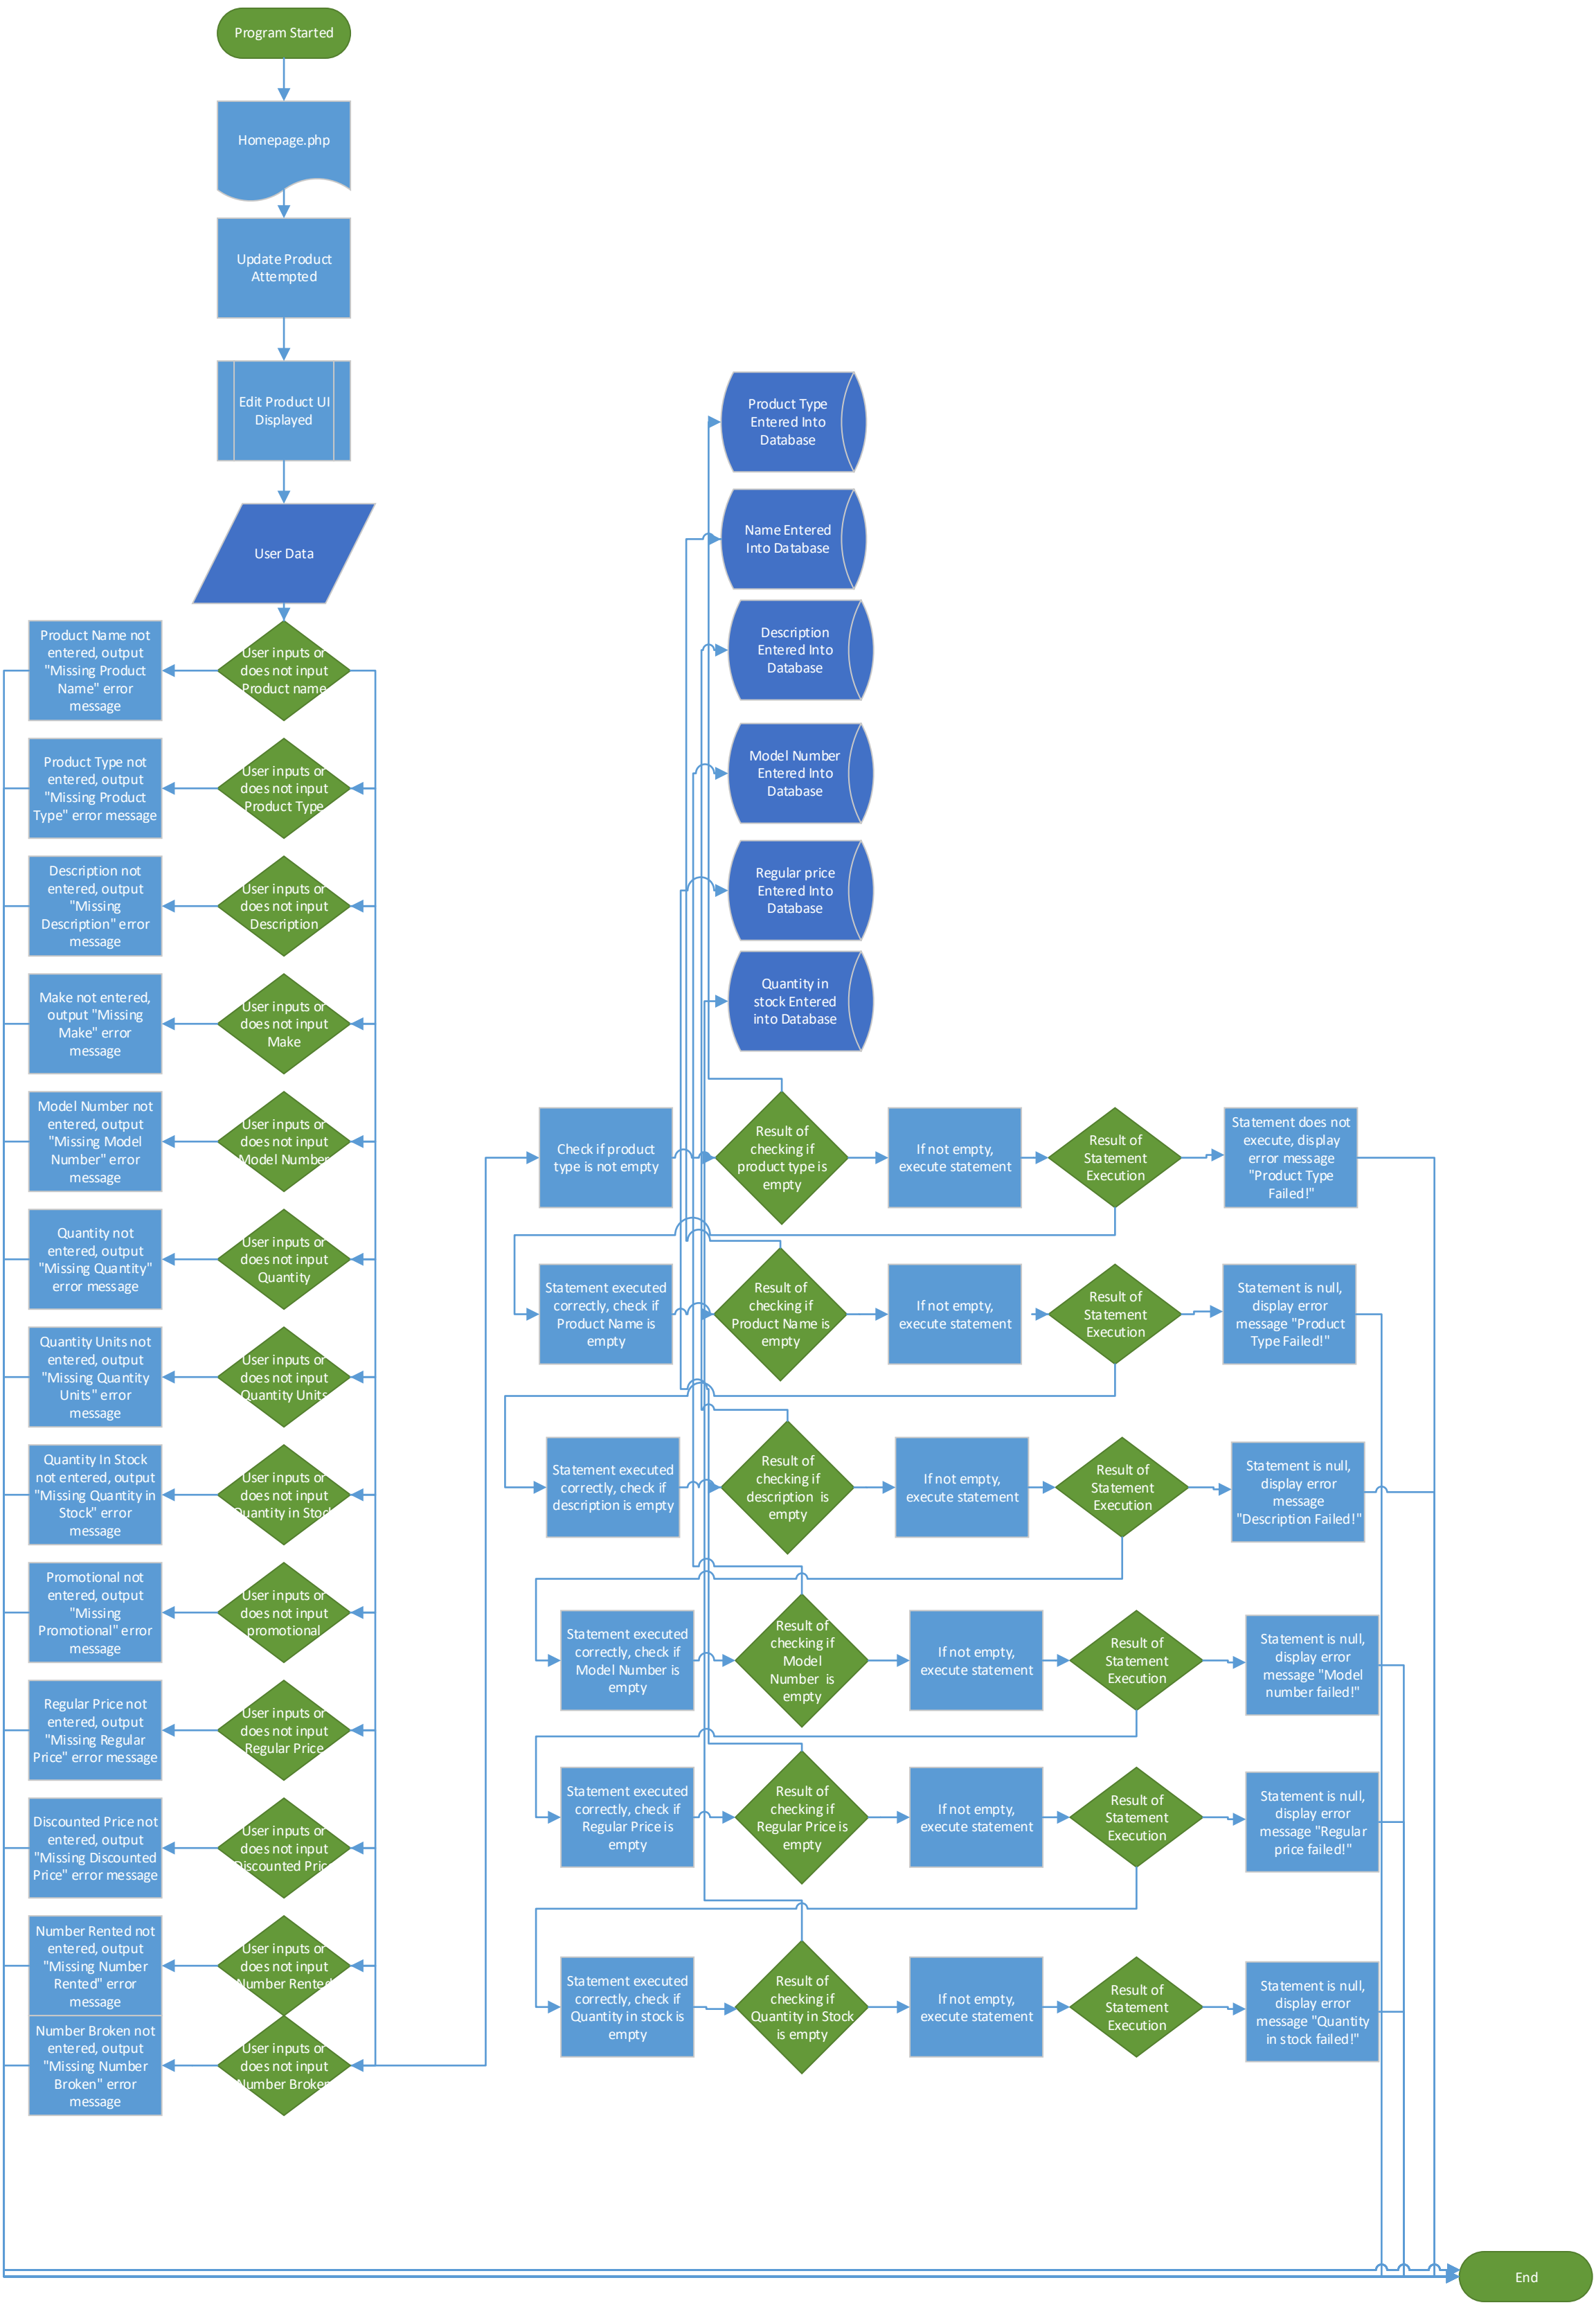 Program Started
Homepage.php
Update Product
Attempted
Edit Product UI
Displayed
User Data
Product Name not
entered, output
"Missing Product
Name" error
message
User inputs or
does not input
Product name
Product Type not
entered, output
"Missing Product
Type" error message
User inputs or
does not input
Product Type
Description not
entered, output
"Missing
Description" error
message
User inputs or
does not input
Description
Make not entered,
output "Missing
Make" error
message
User inputs or
does not input
Make
Model Number not
entered, output
"Missing Model
Number" error
message
User inputs or
does not input
Model Number
Quantity not
entered, output
"Missing Quantity"
error message
User inputs or
does not input
Quantity
Quantity Units not
entered, output
"Missing Quantity
Units" error
message
User inputs or
does not input
Quantity Units
Quantity In Stock
not entered, output
"Missing Quantity in
Stock" error
message
User inputs or
does not input
Quantity in Stock
Promotional not
entered, output
"Missing
Promotional" error
message
User inputs or
does not input
promotional
Regular Price not
entered, output
"Missing Regular
Price" error message
User inputs or
does not input
Regular Price
Discounted Price not
entered, output
"Missing Discounted
Price" error message
User inputs or
does not input
Discounted Price
Number Rented not
entered, output
"Missing Number
Rented" error
message
User inputs or
does not input
Number Rented
Number Broken not
entered, output
"Missing Number
Broken" error
message
User inputs or
does not input
Number Broken
Product Type
Entered Into
Database
Name Entered
Into Database
Description
Entered Into
Database
Model Number
Entered Into
Database
Regular price
Entered Into
Database
Quantity in
stock Entered
into Database
Check if product
type is not empty
Result of
checking if
product type is
empty
If not empty,
execute statement
Result of
Statement
Execution
Statement does not
execute, display
error message
"Product Type
Failed!"
Statement executed
correctly, check if
Product Name is
empty
Result of
checking if
Product Name is
empty
If not empty,
execute statement
Result of
Statement
Execution
Statement is null,
display error
message "Product
Type Failed!"
Statement executed
correctly, check if
description is empty
Result of
checking if
description is
empty
If not empty,
execute statement
Result of
Statement
Execution
Statement is null,
display error
message
"Description Failed!"
Statement executed
correctly, check if
Model Number is
empty
Result of
checking if
Model
Number is
empty
If not empty,
execute statement
Result of
Statement
Execution
Statement is null,
display error
message "Model
number failed!"
Statement executed
correctly, check if
Regular Price is
empty
Result of
checking if
Regular Price is
empty
If not empty,
execute statement
Result of
Statement
Execution
Statement is null,
display error
message "Regular
price failed!"
Statement executed
correctly, check if
Quantity in stock is
empty
Result of
checking if
Quantity in Stock
is empty
If not empty,
execute statement
Result of
Statement
Execution
Statement is null,
display error
message "Quantity
in stock failed!"
End